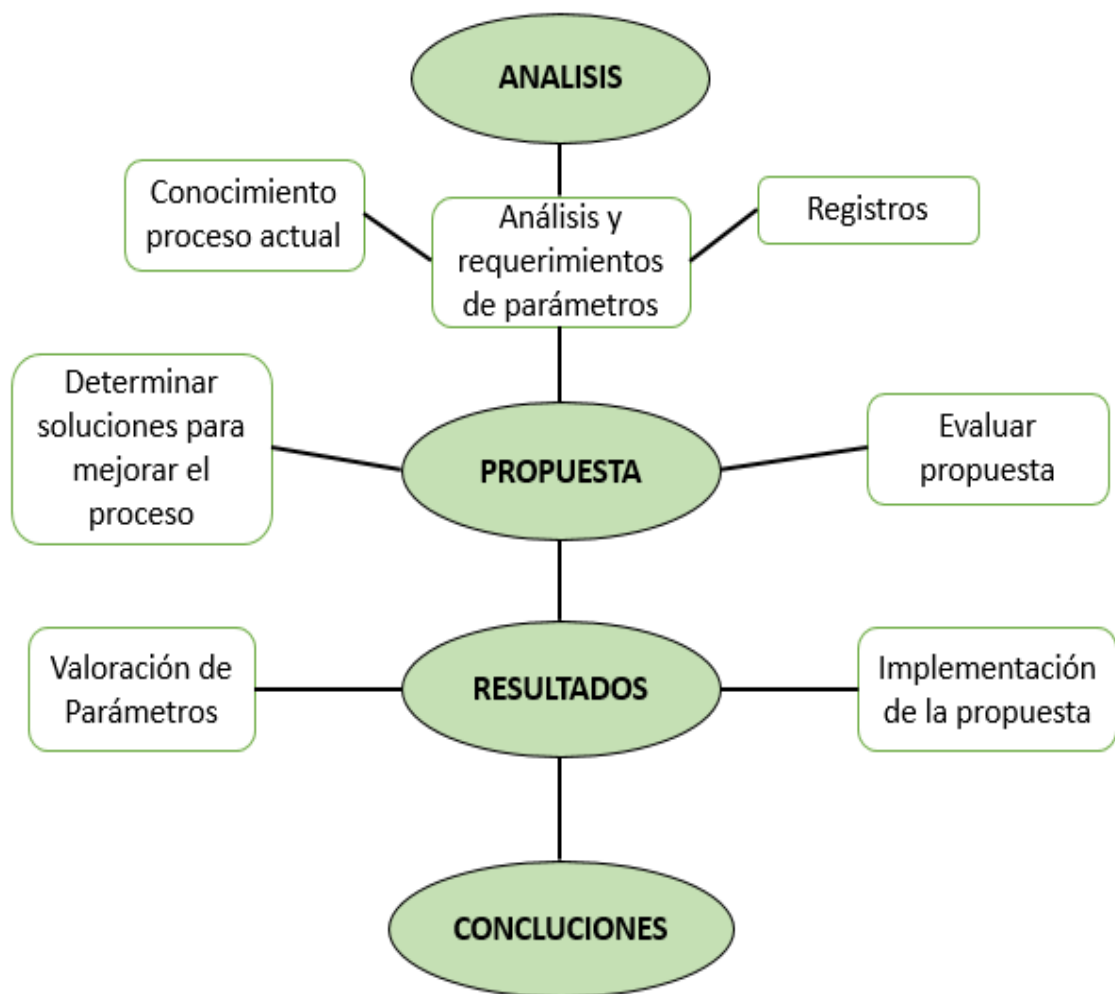 ANALISIS
Conocimiento
proceso actual
Análisis y
requerimientos
de parámetros
Registros
Determinar
soluciones para
mejorar el
proceso
PROPUESTA
Evaluar
propuesta
Valoración de
Parámetros
RESULTADOS
Implementación
de la propuesta
CONCLUCIONES